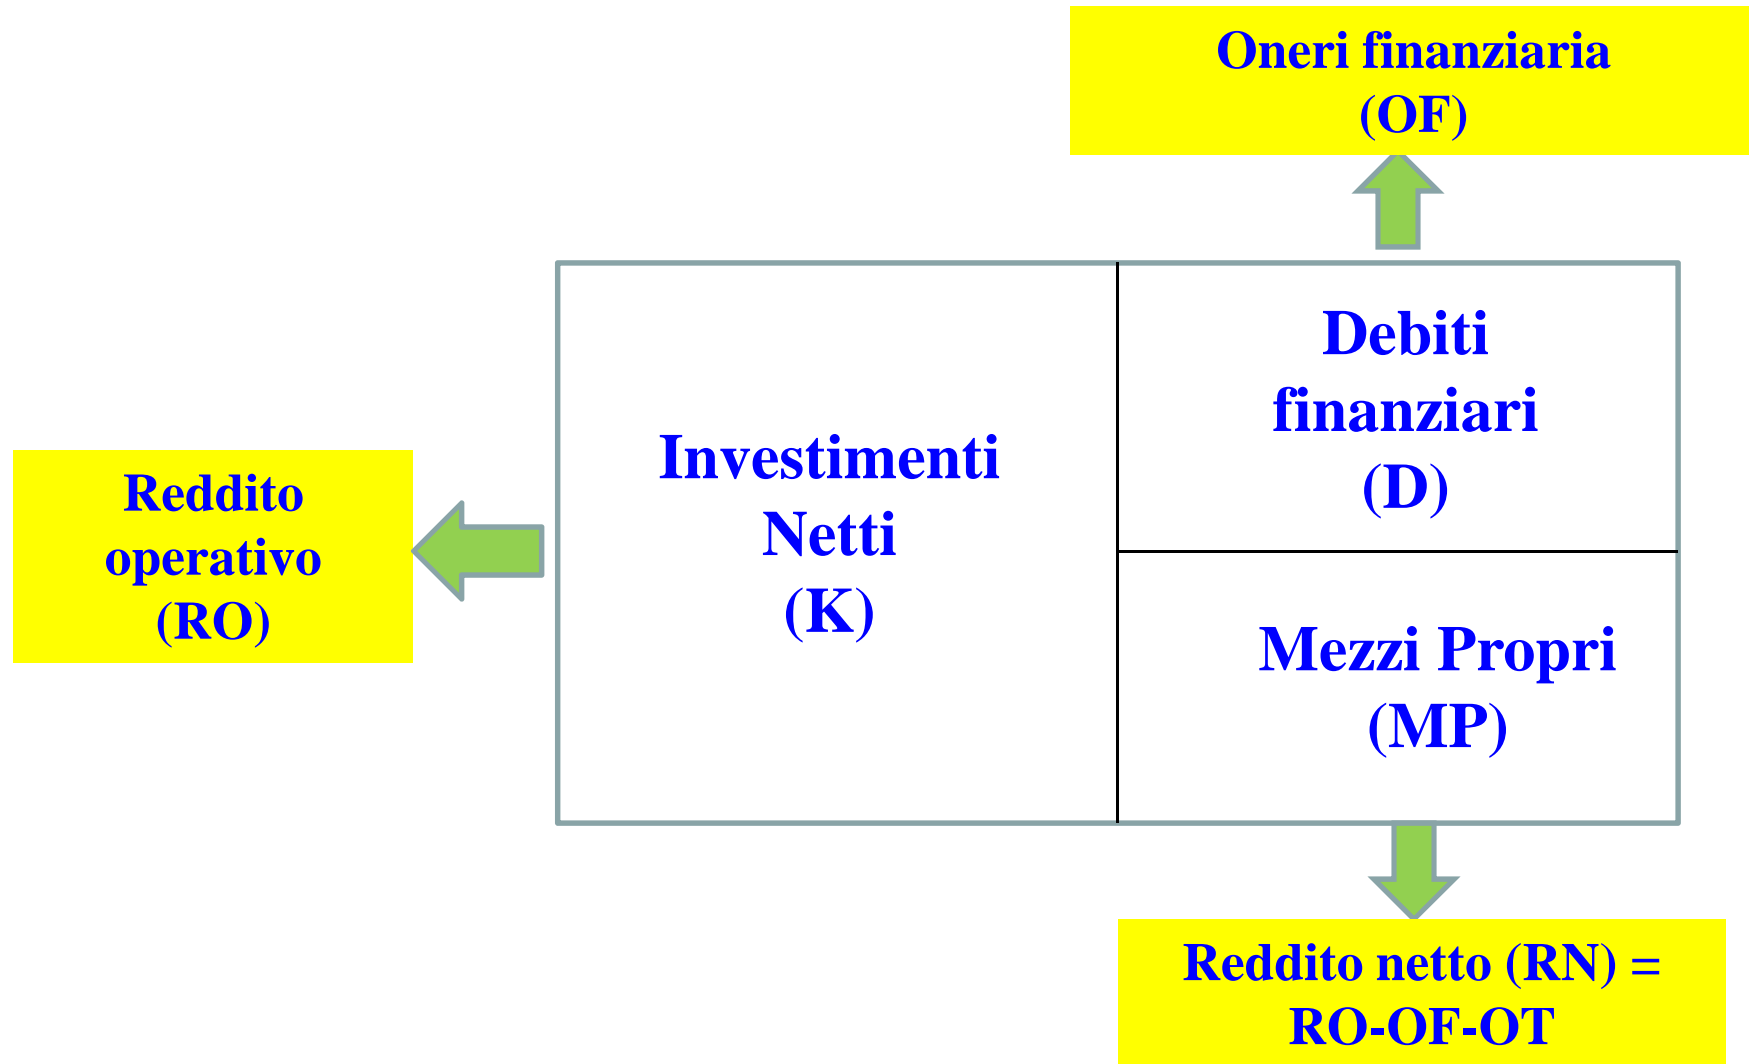 Oneri finanziaria
(OF)
Debiti
finanziari
(D)
Investimenti
Netti
(K)
Reddito
operativo
(RO)
Mezzi Propri
(MP)
Reddito netto (RN) =
RO-OF-OT